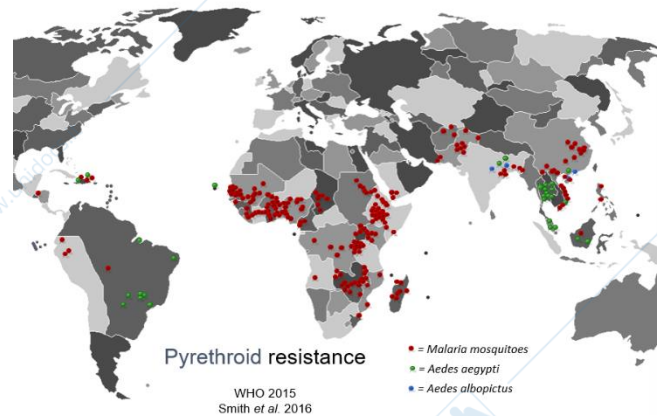 Pyrethroid resistance
WHO 2015
Smith et al. 2016
= Malaria mosquitoes
= Aedes aegypti
= Aedes albopictus